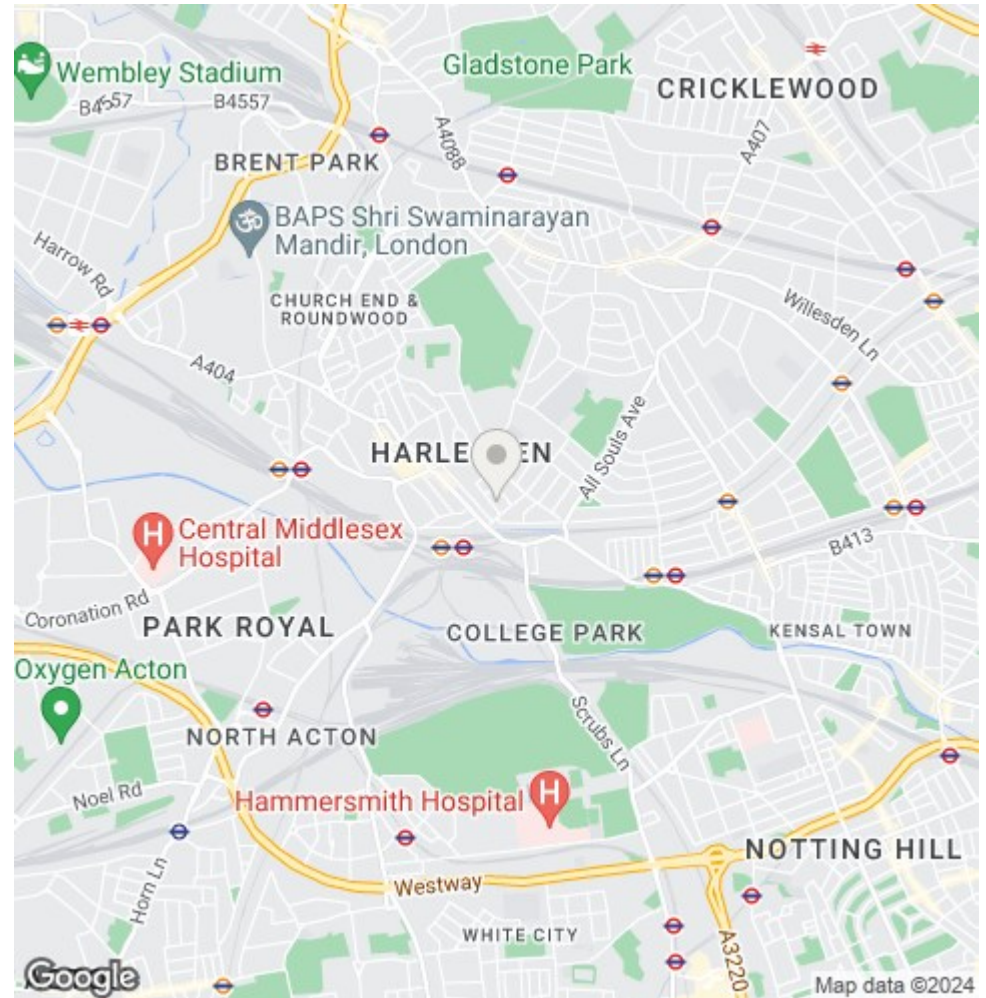 Gladstone Park
Wembley Stadium
CRICKLEWOOD
B4557
B4557
A4088
A407
BRENT PARK
BAPS Shri Swaminarayan
Mandir, London
Harrow Rd
CHURCH END &
ROUNDWOOD
Willesden Ln
A404
All Souls Ave
HARLE EN
Central Middlesex
Hospital
B413
Coronation Rd
PARK ROYAL
COLLEGE PARK
KENSAL TOWN
Oxygen Acton
NORTH ACTON
Scrubs Ln
Noel Rd
Hammersmith Hospital
NOTTING HILL
Horn Ln
Westway
WHITE CITY
A3220
Google
Map data ©2024